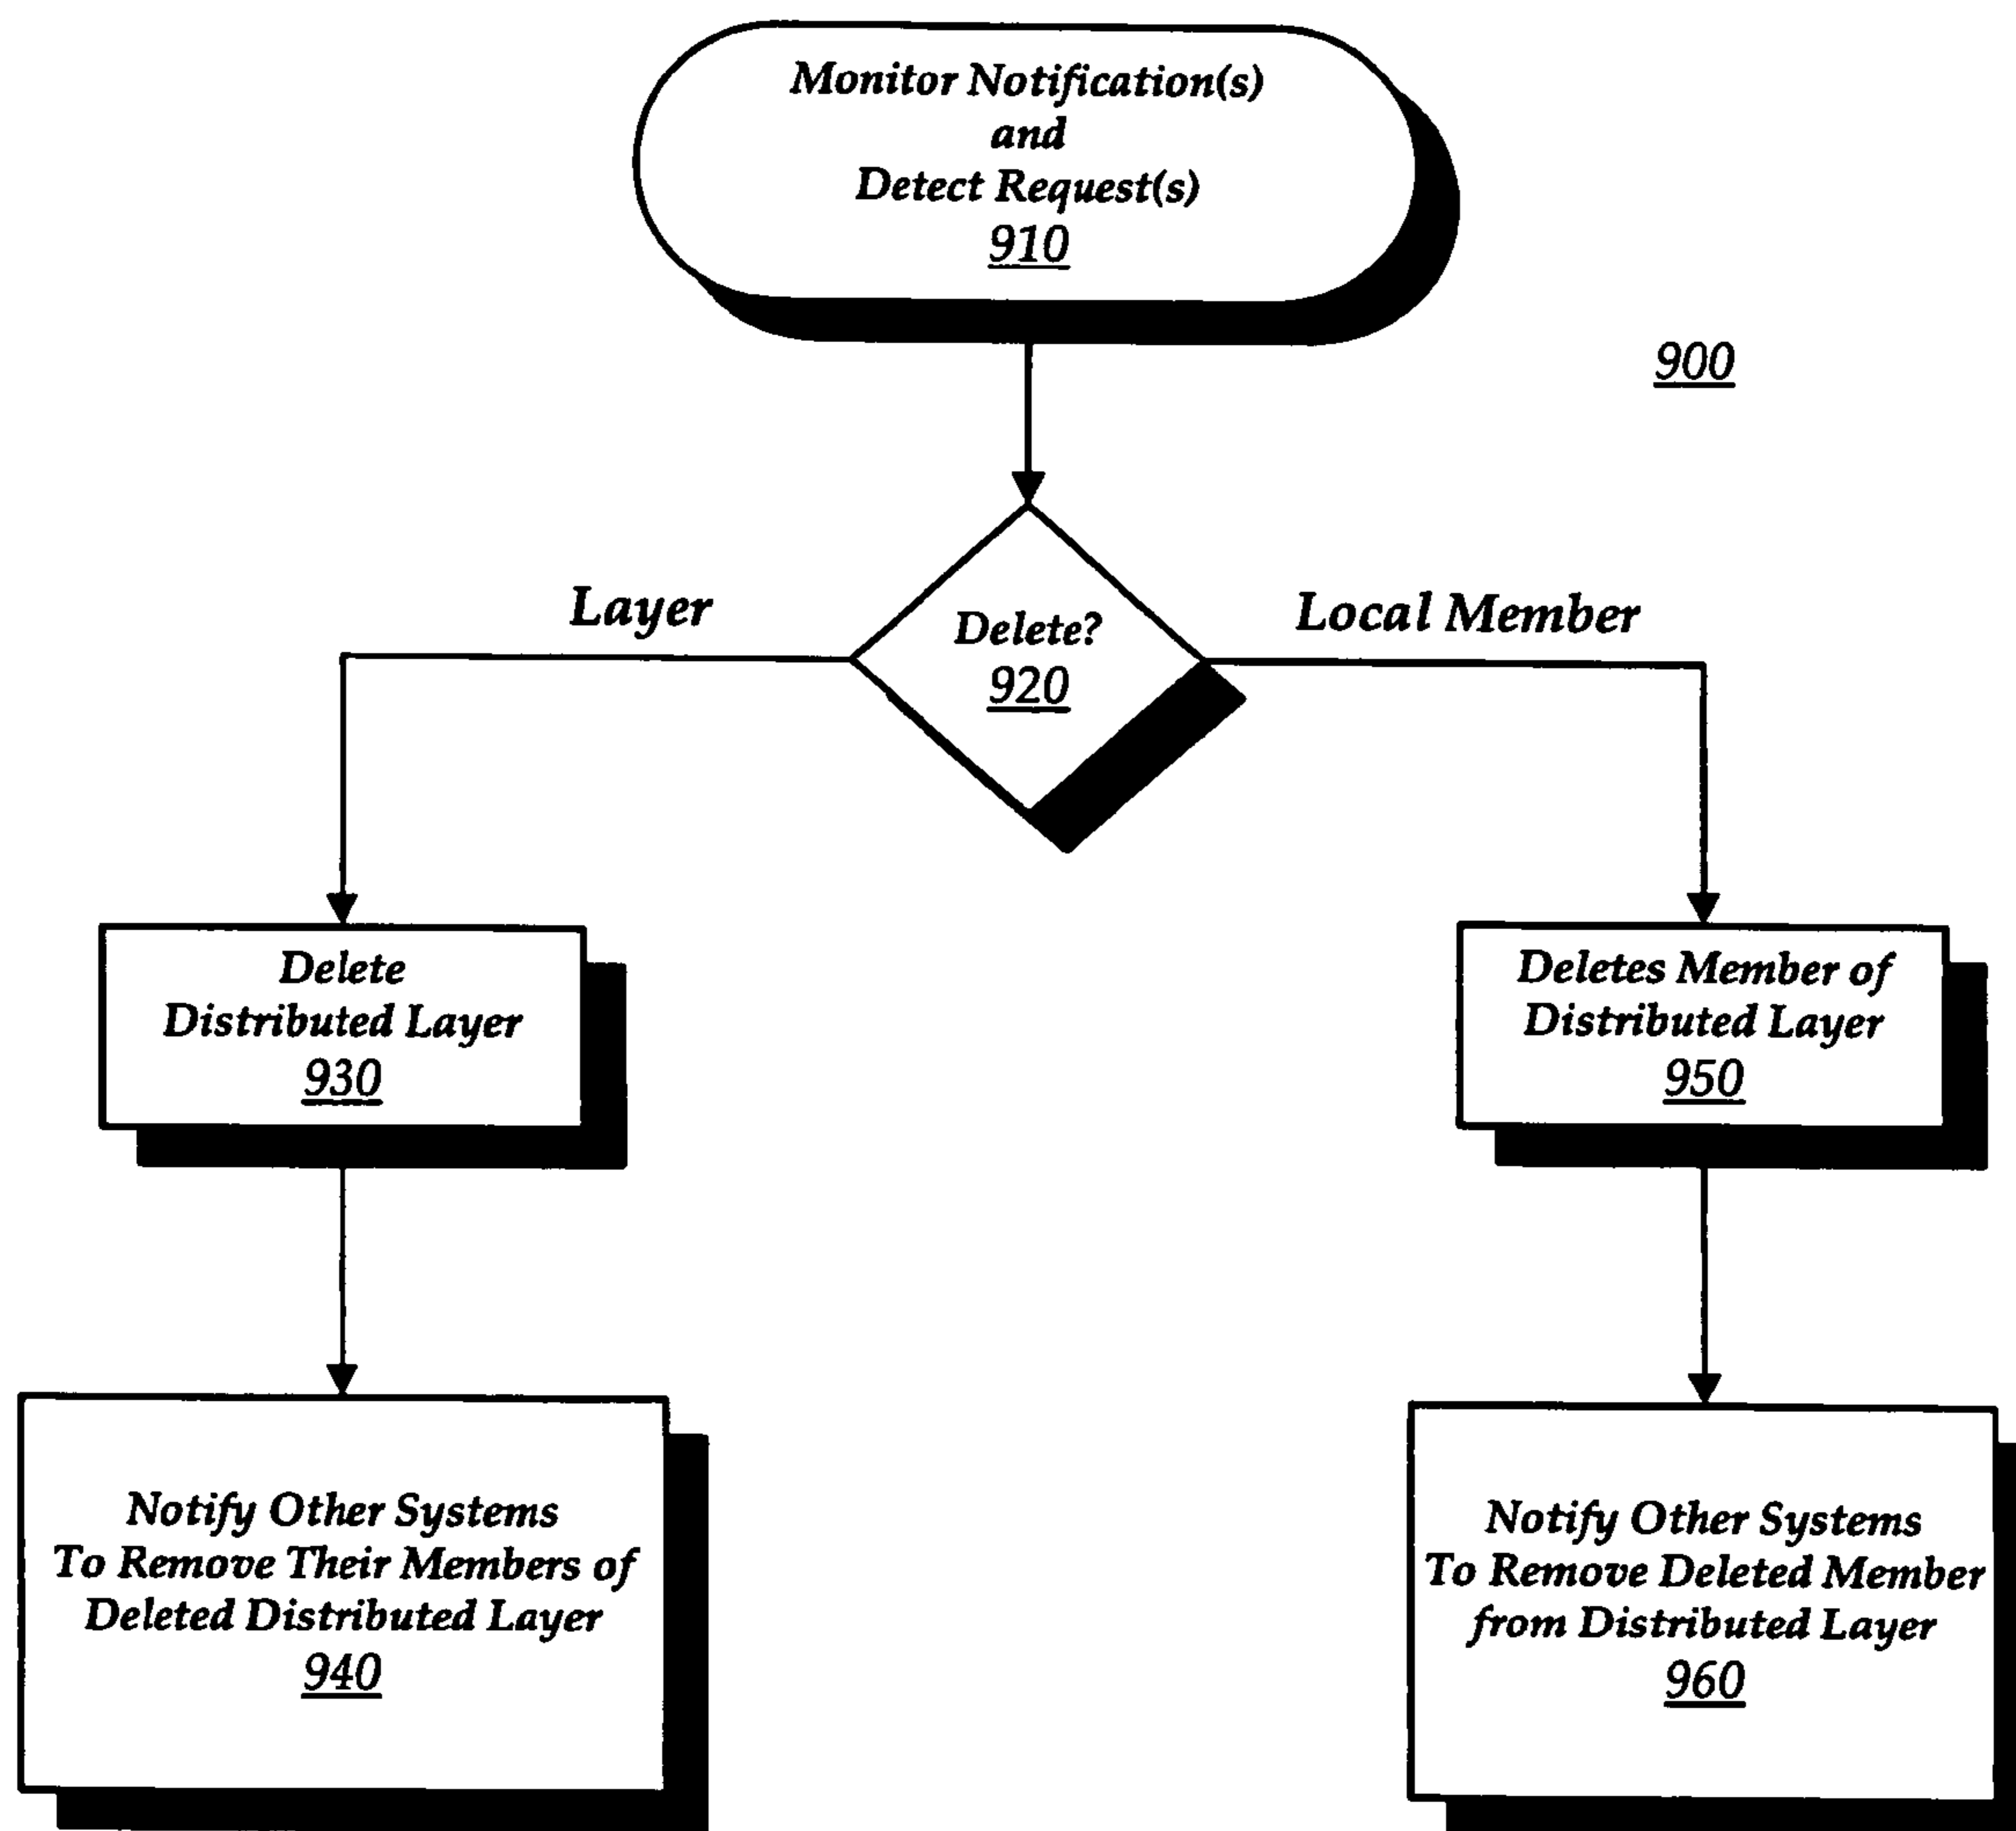 Monitor Notification(s)
and
Detect Request(s)
910
900
Layer
Local Member
Delete?
920
Delete
Distributed Layer
930
Deletes Member of
Distributed Layer
950
Notify Other Systems
To Remove Their Members of
Deleted Distributed Layer
940
Notify Other Systems
To Remove Deleted Member
from Distributed Layer
960